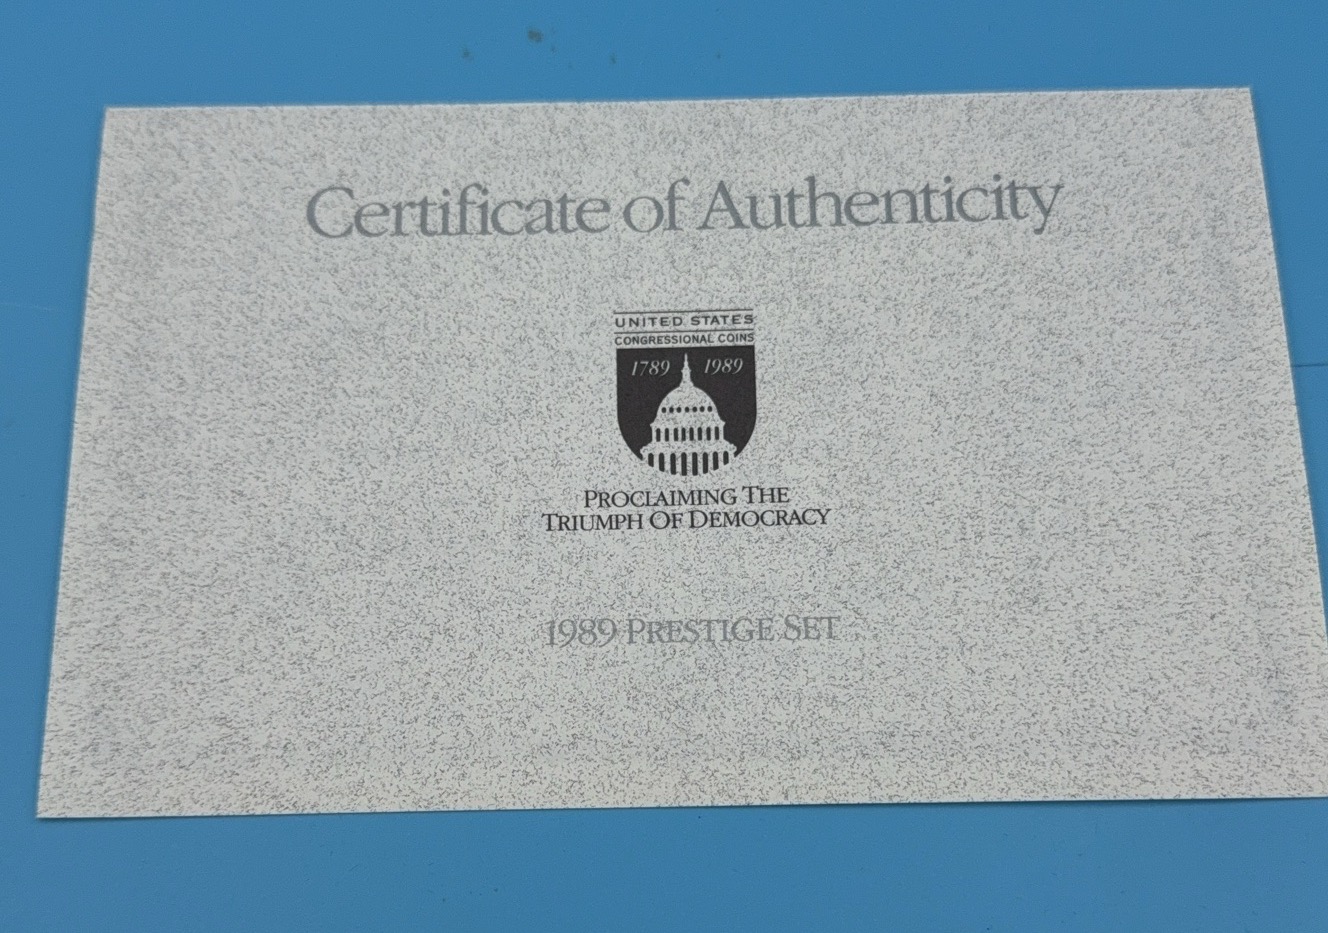 Certificate of Authenticity
UNITED STATES
CONGRESSIONAL COINS
1789 1989
PROCLAIMING THE
TRIUMPH OF DEMOCRACY
1989 PRESTIGE SET